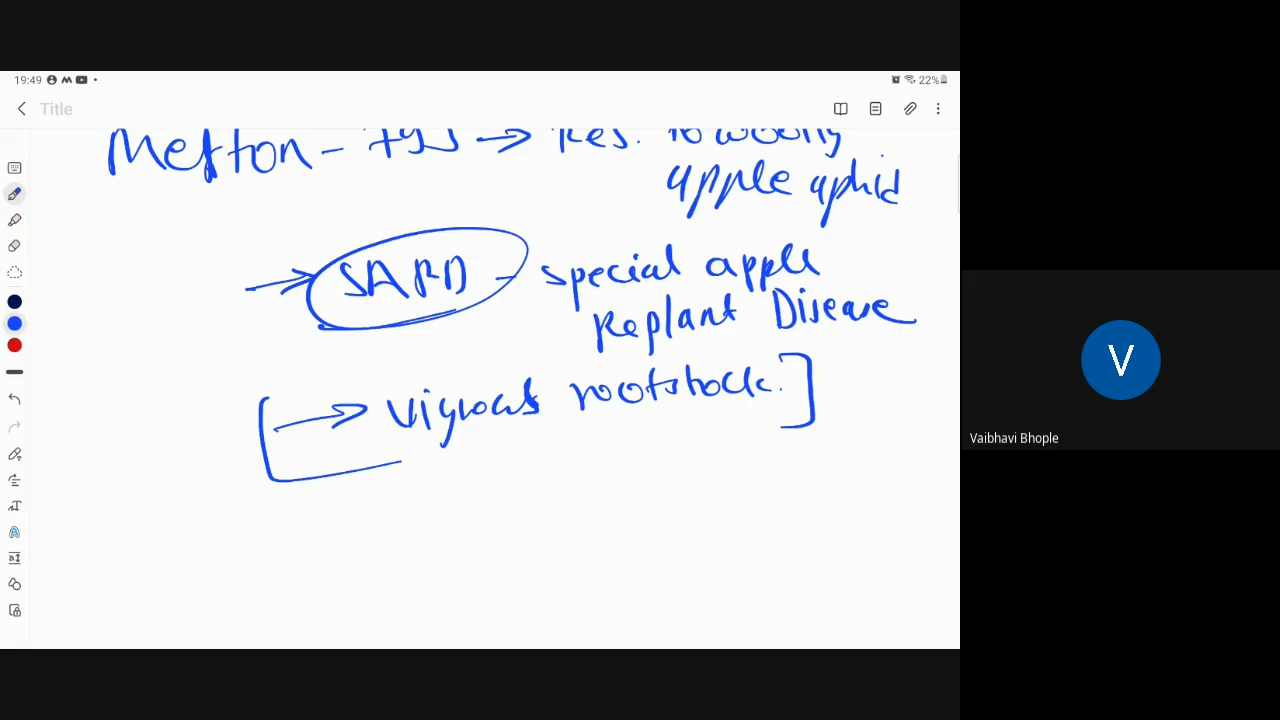 19:49
22%
Title
Merton - 793 → Res. to woolly
apple aphid
→ SARD - special apple
Replant Disease
→ Vigrous rootstock.
V
Vaibhavi Bhople